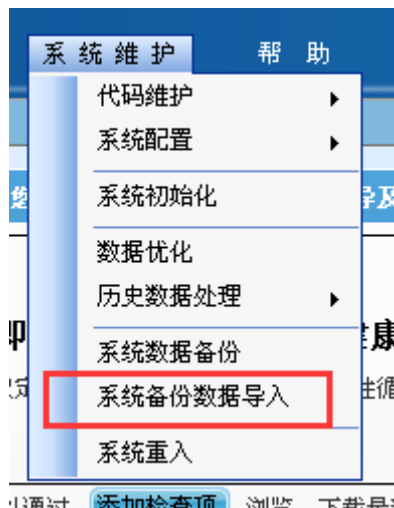 系统维护 帮助
代码维护
系统配置
系统初始化
数据优化
历史数据处理
系统数据备份
系统备份数据导入
系统重入
添加检查项 浏览